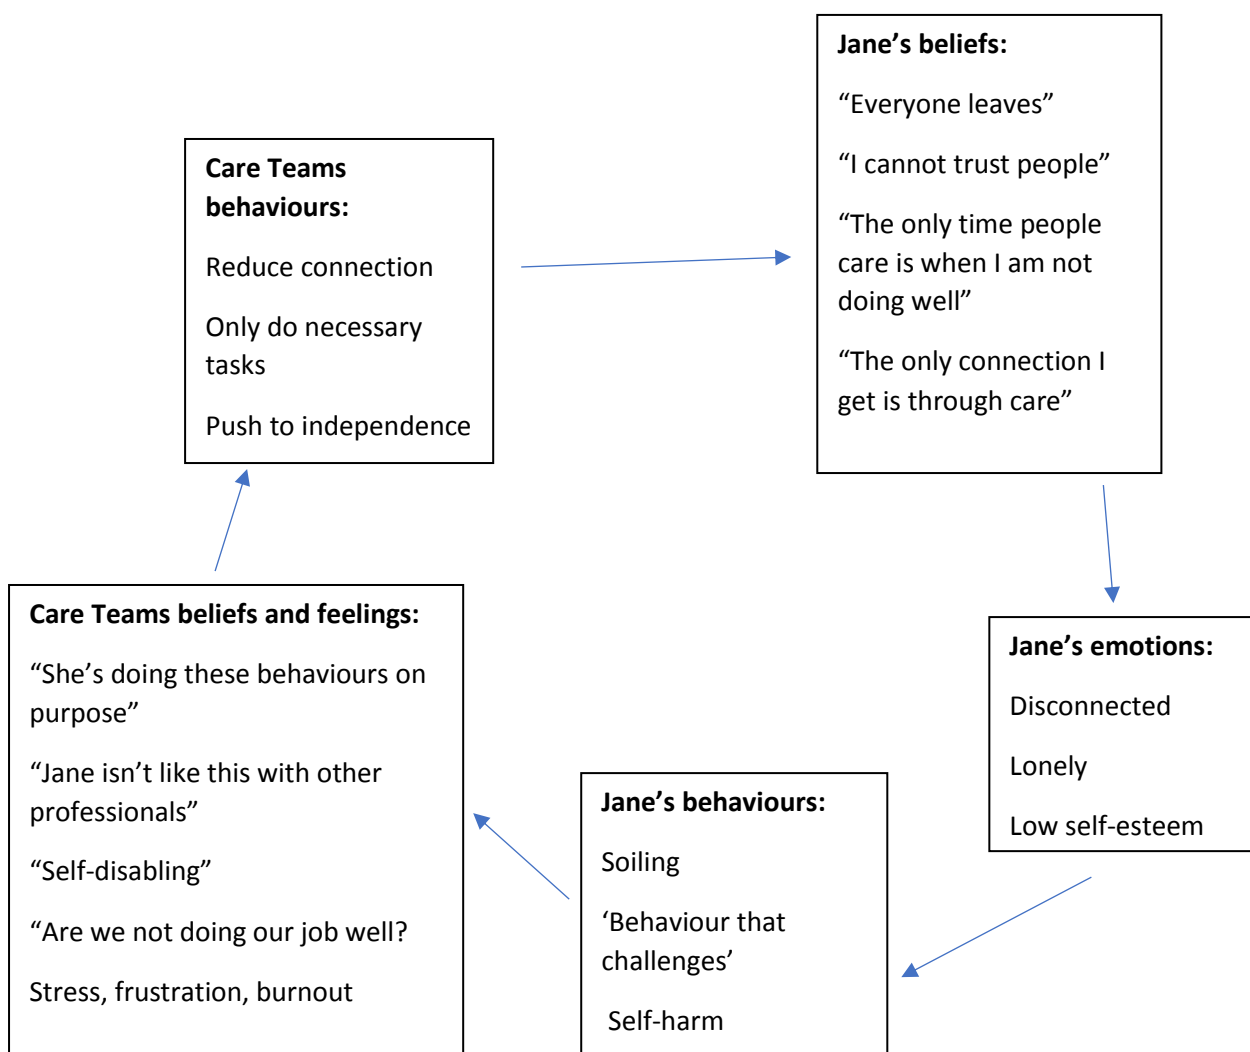 Jane’s beliefs:
“Everyone leaves”
“I cannot trust people”
“The only time people
care is when I am not
doing well”
“The only connection I
get is through care”
Care Teams
behaviours:
Reduce connection
Only do necessary
tasks
Push to independence
Care Teams beliefs and feelings:
“She’s doing these behaviours on
purpose”
“Jane isn’t like this with other
professionals”
“Self-disabling”
“Are we not doing our job well?
Stress, frustration, burnout
Jane’s emotions:
Disconnected
Lonely
Low self-esteem
Jane’s behaviours:
Soiling
‘Behaviour that
challenges’
Self-harm